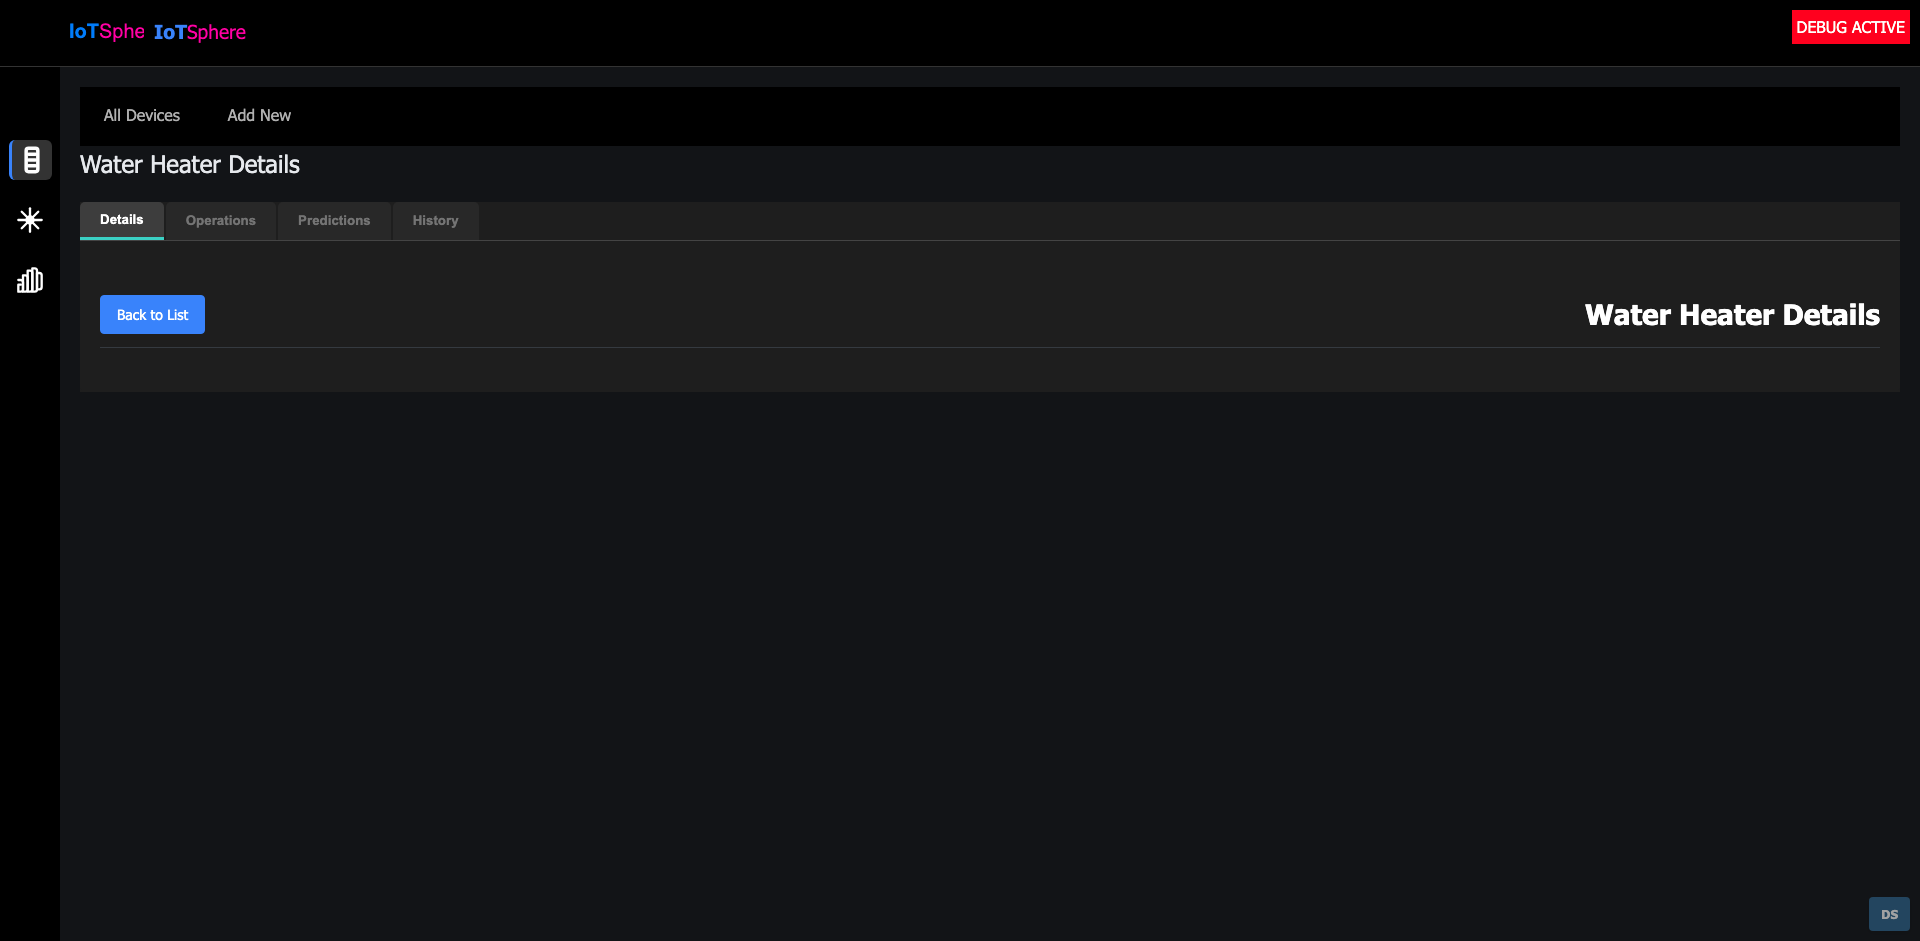 IoTSphe IoTSphere
DEBUG ACTIVE
All Devices Add New
Water Heater Details
Details Operations Predictions History
Back to List
Water Heater Details
DS